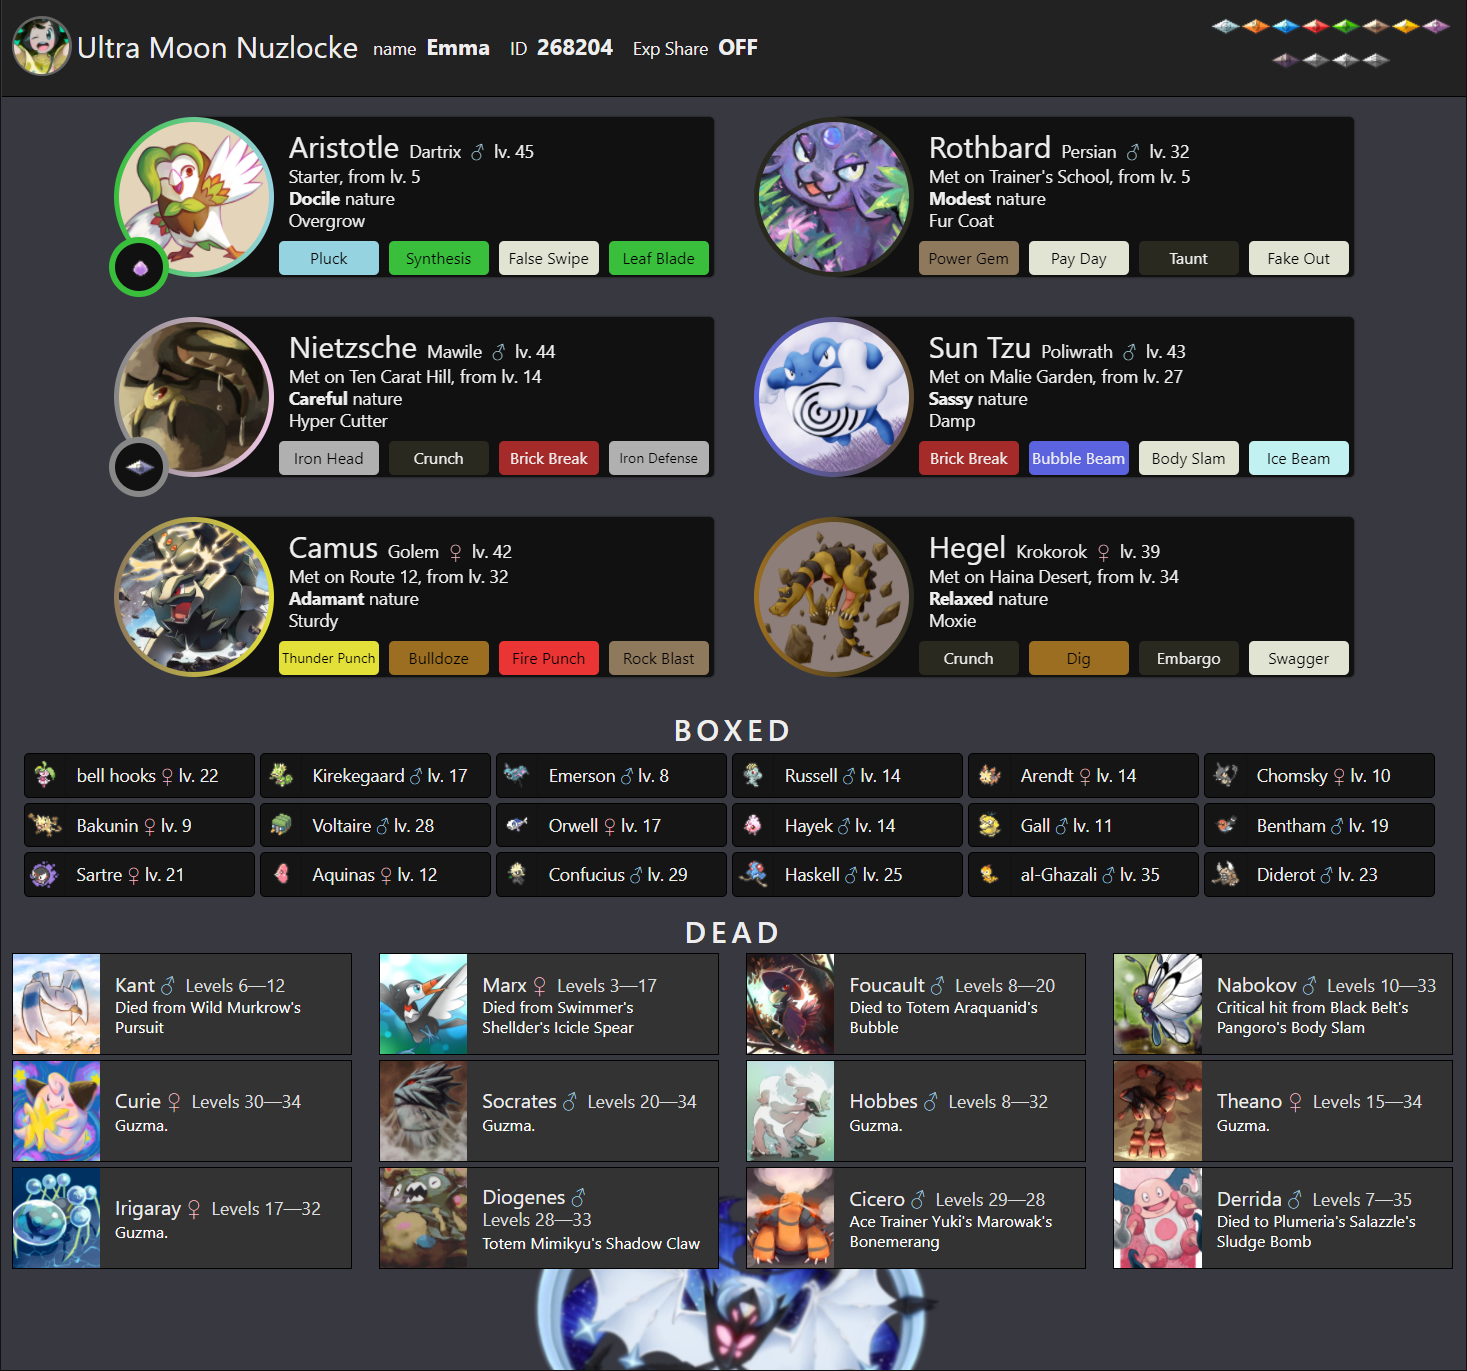 Ultra Moon Nuzlocke name Emma ID 268204 Exp Share OFF
Aristotle Dartrix ♂ lv. 45
Starter, from lv. 5
Docile nature
Overgrow
Pluck Synthesis False Swipe Leaf Blade
Rothbard Persian ♂ lv. 32
Met on Trainer's School, from lv. 5
Modest nature
Fur Coat
Power Gem Pay Day Taunt Fake Out
Nietzsche Mawile ♂ lv. 44
Met on Ten Carat Hill, from lv. 14
Careful nature
Hyper Cutter
Iron Head Crunch Brick Break Iron Defense
Sun Tzu Poliwrath ♂ lv. 43
Met on Malie Garden, from lv. 27
Sassy nature
Damp
Brick Break Bubble Beam Body Slam Ice Beam
Camus Golem ♀ lv. 42
Met on Route 12, from lv. 32
Adamant nature
Sturdy
Thunder Punch Bulldoze Fire Punch Rock Blast
Hegel Krokorok ♀ lv. 39
Met on Haina Desert, from lv. 34
Relaxed nature
Moxie
Crunch Dig Embargo Swagger
BOXED
bell hooks ♀ lv. 22 Kirekegaard ♂ lv. 17 Emerson ♂ lv. 8 Russell ♂ lv. 14 Arendt ♀ lv. 14 Chomsky ♀ lv. 10
Bakunin ♀ lv. 9 Voltaire ♂ lv. 28 Orwell ♀ lv. 17 Hayek ♂ lv. 14 Gall ♂ lv. 11 Bentham ♂ lv. 19
Sartre ♀ lv. 21 Aquinas ♀ lv. 12 Confucius ♂ lv. 29 Haskell ♂ lv. 25 al-Ghazali ♂ lv. 35 Diderot ♂ lv. 23
DEAD
Kant ♂ Levels 6—12
Died from Wild Murkrow's
Pursuit
Marx ♀ Levels 3—17
Died from Swimmer's
Shellder's Icicle Spear
Foucault ♂ Levels 8—20
Died to Totem Araquanid's
Bubble
Nabokov ♂ Levels 10—33
Critical hit from Black Belt's
Pangoro's Body Slam
Curie ♀ Levels 30—34
Guzma.
Socrates ♂ Levels 20—34
Guzma.
Hobbes ♂ Levels 8—32
Guzma.
Theano ♀ Levels 15—34
Guzma.
Irigaray ♀ Levels 17—32
Guzma.
Diogenes ♂
Levels 28—33
Totem Mimikyu's Shadow Claw
Cicero ♂ Levels 29—28
Ace Trainer Yuki's Marowak's
Bonemerang
Derrida ♂ Levels 7—35
Died to Plumeria's Salazzle's
Sludge Bomb